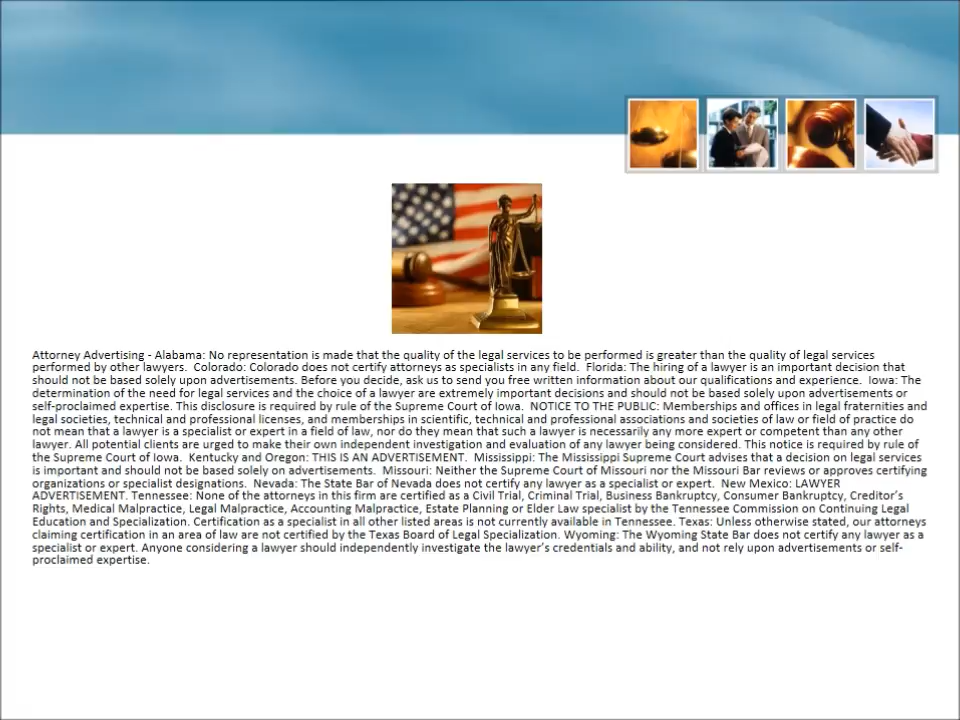 Attorney Advertising - Alabama: No representation is made that the quality of the legal services to be performed is greater than the quality of legal services
performed by other lawyers.  Colorado: Colorado does not certify attorneys as specialists in any field.  Florida: The hiring of a lawyer is an important decision that
should not be based solely upon advertisements. Before you decide, ask us to send you free written information about our qualifications and experience.  Iowa: The
determination of the need for legal services and the choice of a lawyer are extremely important decisions and should not be based solely upon advertisements or
self-proclaimed expertise. This disclosure is required by rule of the Supreme Court of Iowa.  NOTICE TO THE PUBLIC: Memberships and offices in legal fraternities and
legal societies, technical and professional licenses, and memberships in scientific, technical and professional associations and societies of law or field of practice do
not mean that a lawyer is a specialist or expert in a field of law, nor do they mean that such a lawyer is necessarily any more expert or competent than any other
lawyer. All potential clients are urged to make their own independent investigation and evaluation of any lawyer being considered. This notice is required by rule of
the Supreme Court of Iowa.  Kentucky and Oregon: THIS IS AN ADVERTISEMENT.  Mississippi: The Mississippi Supreme Court advises that a decision on legal services
is important and should not be based solely on advertisements.  Missouri: Neither the Supreme Court of Missouri nor the Missouri Bar reviews or approves certifying
organizations or specialist designations.  Nevada: The State Bar of Nevada does not certify any lawyer as a specialist or expert.  New Mexico: LAWYER
ADVERTISEMENT. Tennessee: None of the attorneys in this firm are certified as a Civil Trial, Criminal Trial, Business Bankruptcy, Consumer Bankruptcy, Creditor’s
Rights, Medical Malpractice, Legal Malpractice, Accounting Malpractice, Estate Planning or Elder Law specialist by the Tennessee Commission on Continuing Legal
Education and Specialization. Certification as a specialist in all other listed areas is not currently available in Tennessee. Texas: Unless otherwise stated, our attorneys
claiming certification in an area of law are not certified by the Texas Board of Legal Specialization. Wyoming: The Wyoming State Bar does not certify any lawyer as a
specialist or expert. Anyone considering a lawyer should independently investigate the lawyer’s credentials and ability, and not rely upon advertisements or self-
proclaimed expertise.